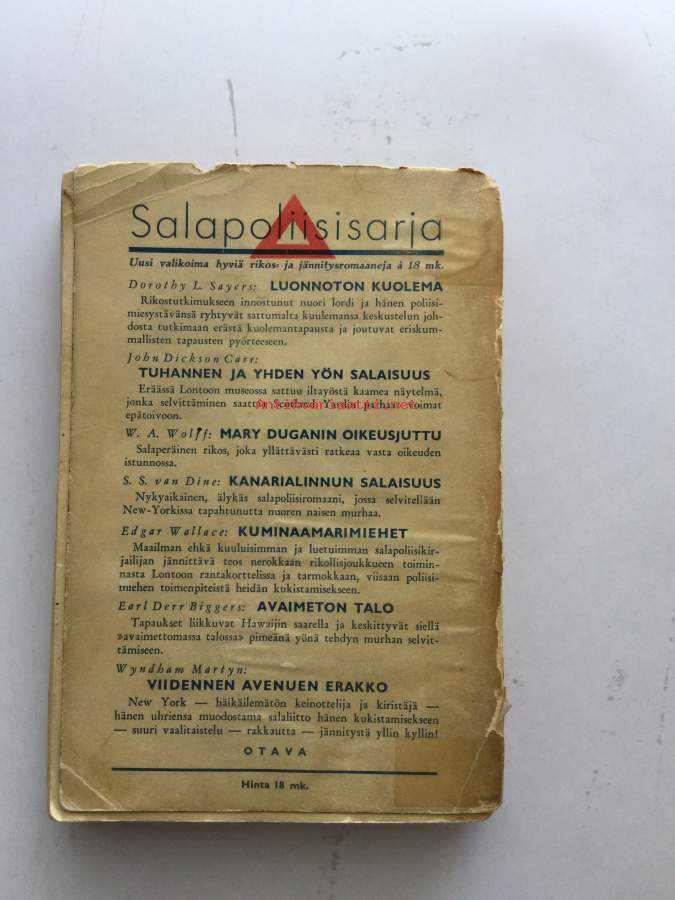 Salapoliisisarja
Uusi valikoima hyviä rikos- ja jännitysromaaneja à 18 mk.
Dorothy L. Sayers: LUONNOTON KUOLEMA
Rikostutkimukseen innostunut nuori lordi ja hänen poliisi-
miesystävänsä ryhtyvät sattumalta kuulemansa keskustelun joh-
dosta tutkimaan erästä kuolemantapausta ja joutuvat eriskum-
mallisten tapausten pyörteeseen.
John Dickson Carr:
TUHANNEN JA YHDEN YÖN SALAISUUS
Eräässä Lontoon museossa sattuu iltayöstä kaamea näytelmä,
jonka selvittäminen saattaa Scotland Yardin parhaat voimat
epätoivoon.
Antikvariaatti.net
W. A. Wolff: MARY DUGANIN OIKEUSJUTTU
Salaperäinen rikos, joka yllättävästi ratkeaa vasta oikeuden
istunnossa.
S. S. van Dine: KANARIALINNUN SALAISUUS
Nykyaikainen, älykäs salapoliisiromaani, jossa selvitellään
New-Yorkissa tapahtunutta nuoren naisen murhaa.
Edgar Wallace: KUMINAAMARIMIEHET
Maailman ehkä kuuluisimman ja luetuimman salapoliisikir-
jailijan jännittävä teos nerokkaan rikollisjoukkueen toimin-
nasta Lontoon rantakorttelissa ja tarmokkaan, viisaan poliisi-
miehen toimenpiteistä heidän kukistamisekseen.
Earl Derr Biggers: AVAIMETON TALO
Tapaukset liikkuvat Hawaijin saarella ja keskittyvät siellä
»avaimettomassa talossa» pimeänä yönä tehdyn murhan selvit-
tämiseen.
Wyndham Martyn:
VIIDENNEN AVENUEN ERAKKO
New York — häikäilemätön keinottelija ja kiristäjä —
hänen uhriensa muodostama salaliitto hänen kukistamisekseen
— suuri vaalitaistelu — rakkautta — jännitystä yllin kyllin!
OTAVA
Hinta 18 mk.